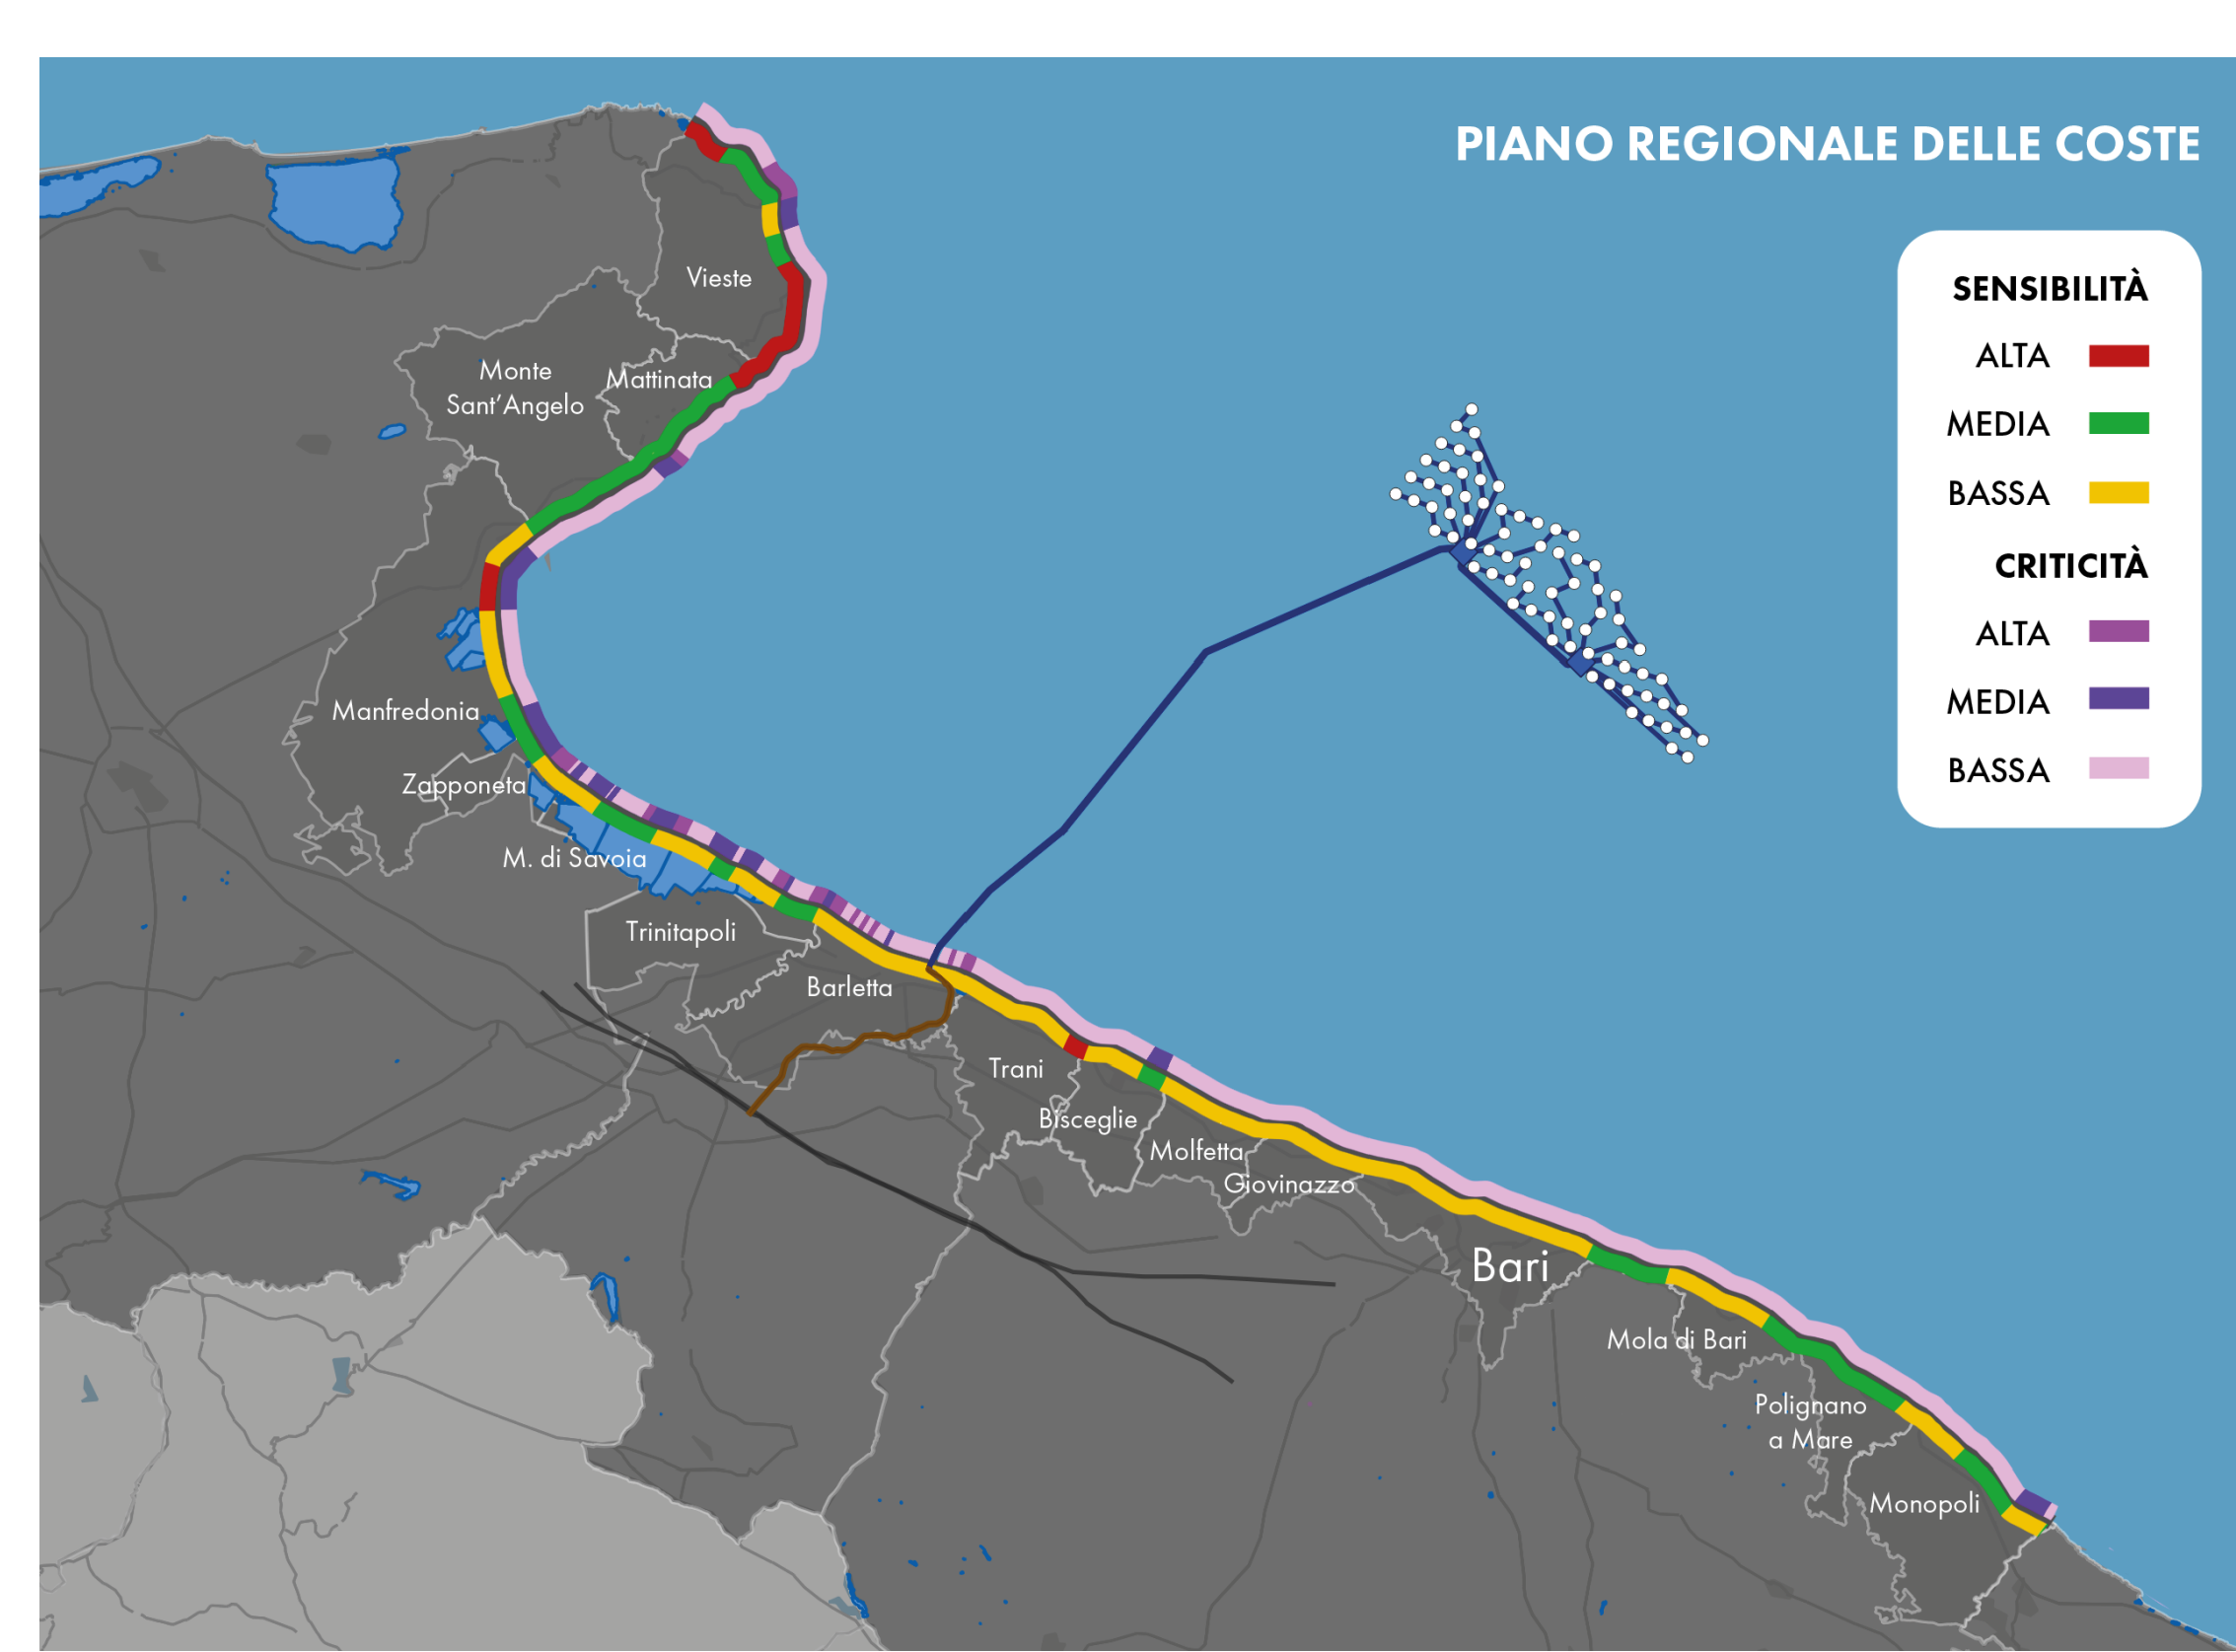 PIANO REGIONALE DELLE COSTE
SENSIBILITÀ
ALTA
MEDIA
BASSA
CRITICITÀ
ALTA
MEDIA
BASSA
Vieste
Monte
Sant'Angelo
Mattinata
Manfredonia
Zapponeta
M. di Savoia
Trinitapoli
Barletta
Trani
Bisceglie
Molfetta
Giovinazzo
Bari
Mola di Bari
Polignano
a Mare
Monopoli